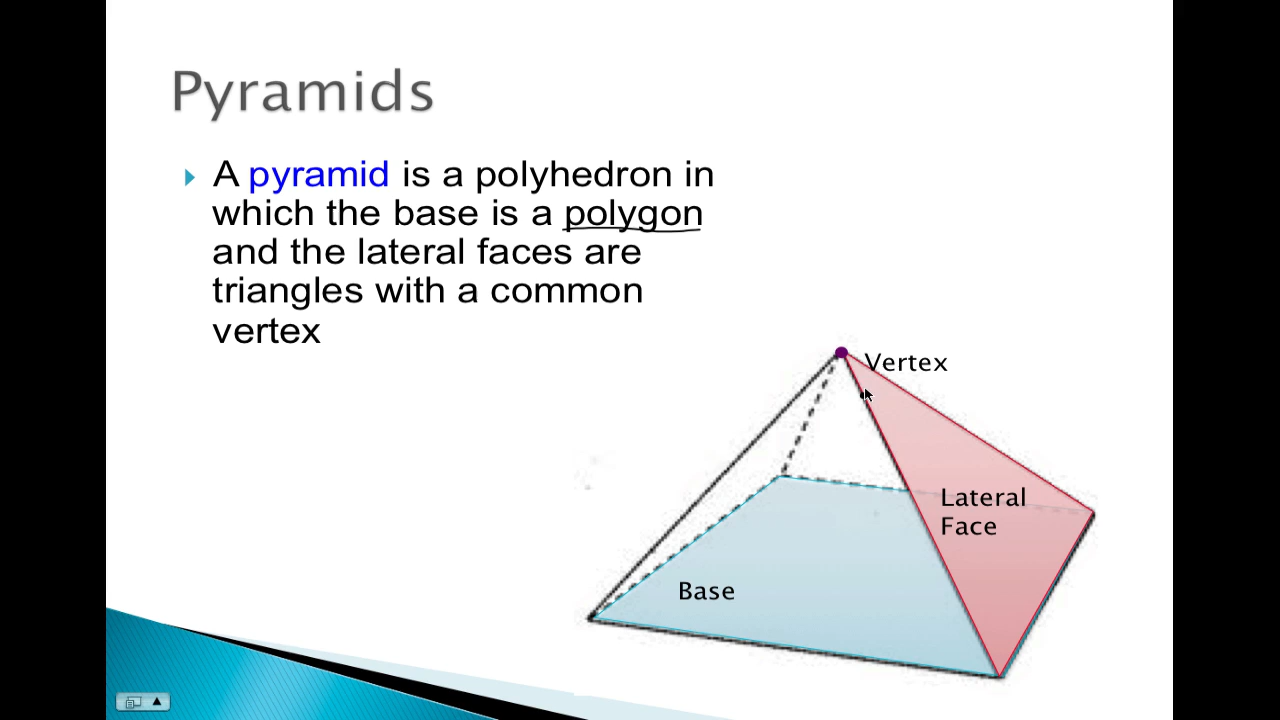 Pyramids
A pyramid is a polyhedron in
which the base is a polygon
and the lateral faces are
triangles with a common
vertex
Vertex
Lateral
Face
Base